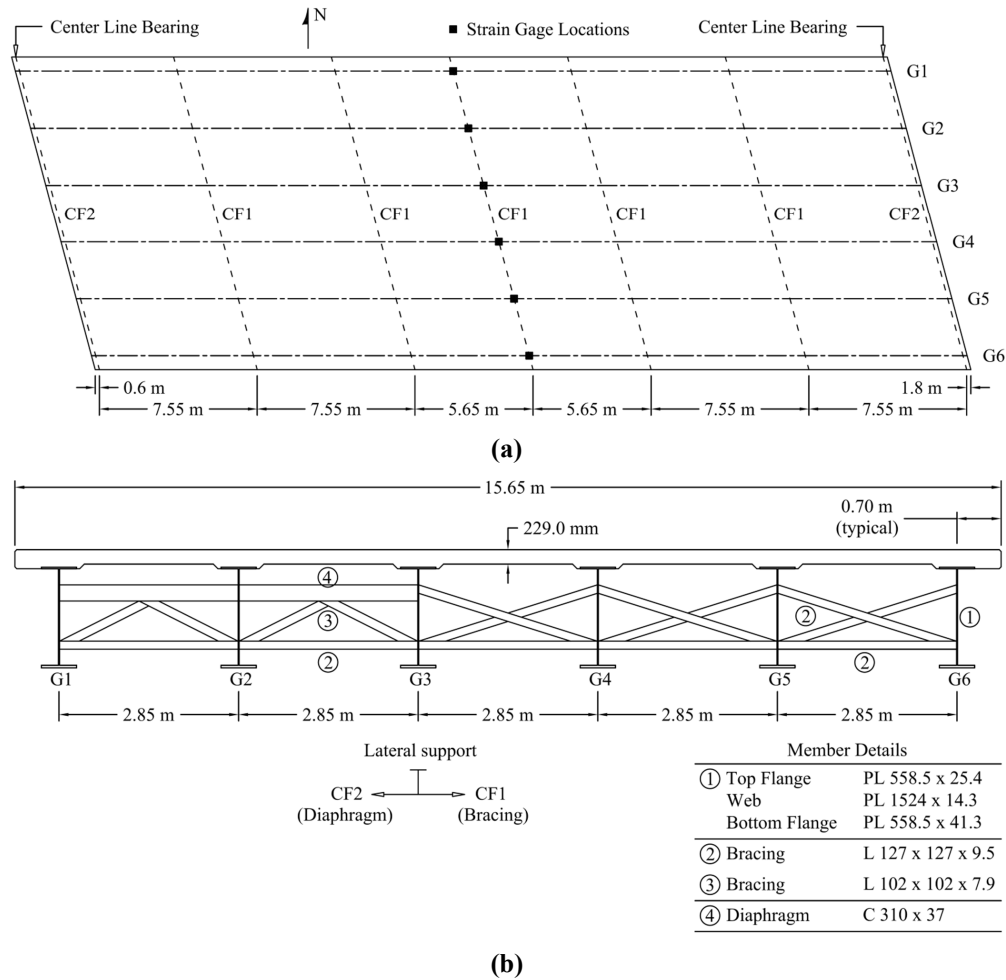 Center Line Bearing
N
■ Strain Gage Locations
Center Line Bearing
G1
G2
G3
CF2 CF1 CF1 CF1 CF1 CF1 CF2
G4
G5
G6
0.6 m
1.8 m
7.55 m 7.55 m 5.65 m 5.65 m 7.55 m 7.55 m
(a)
15.65 m
0.70 m
(typical)
229.0 mm
4
3
2
1
2
2
G1 G2 G3 G4 G5 G6
2.85 m 2.85 m 2.85 m 2.85 m 2.85 m
Lateral support
CF2
(Diaphragm)
CF1
(Bracing)
Member Details
1 Top Flange PL 558.5 x 25.4
Web PL 1524 x 14.3
Bottom Flange PL 558.5 x 41.3
2 Bracing L 127 x 127 x 9.5
3 Bracing L 102 x 102 x 7.9
4 Diaphragm C 310 x 37
(b)